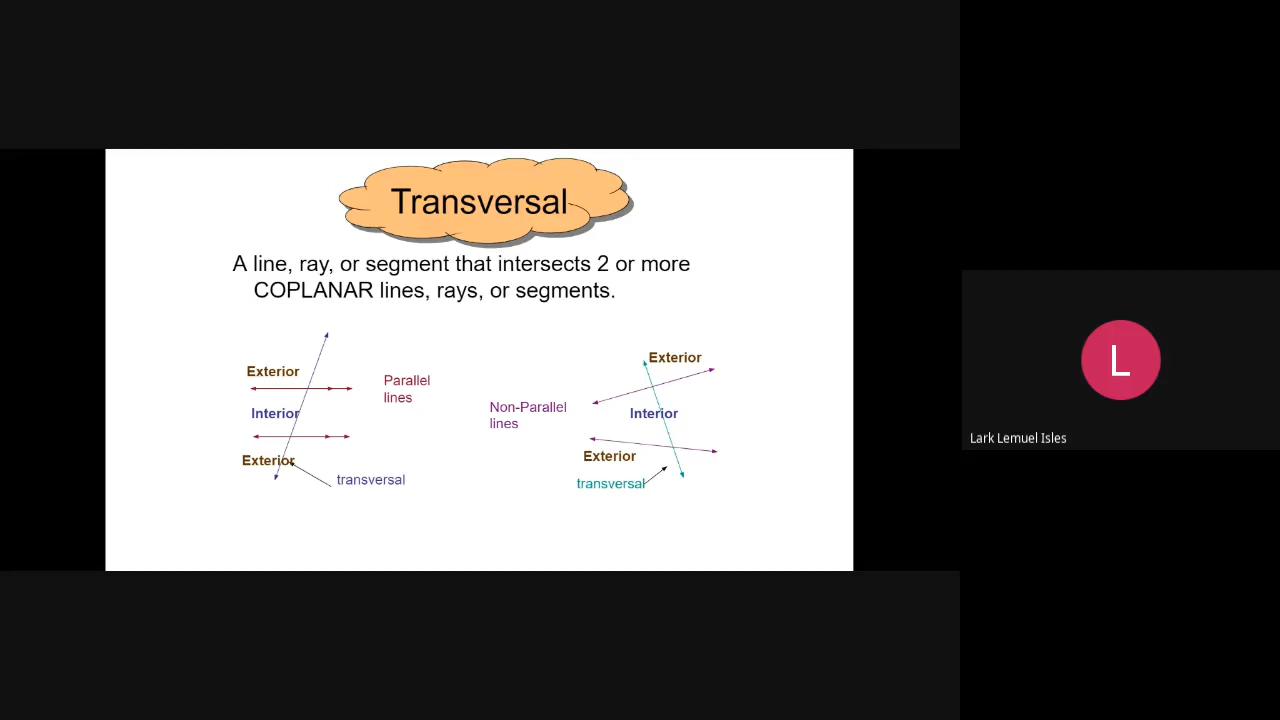 Transversal
A line, ray, or segment that intersects 2 or more
COPLANAR lines, rays, or segments.
Exterior
Parallel
lines
Interior
Exterior
transversal
Exterior
Non-Parallel
lines
Interior
Exterior
transversal
L
Lark Lemuel Isles